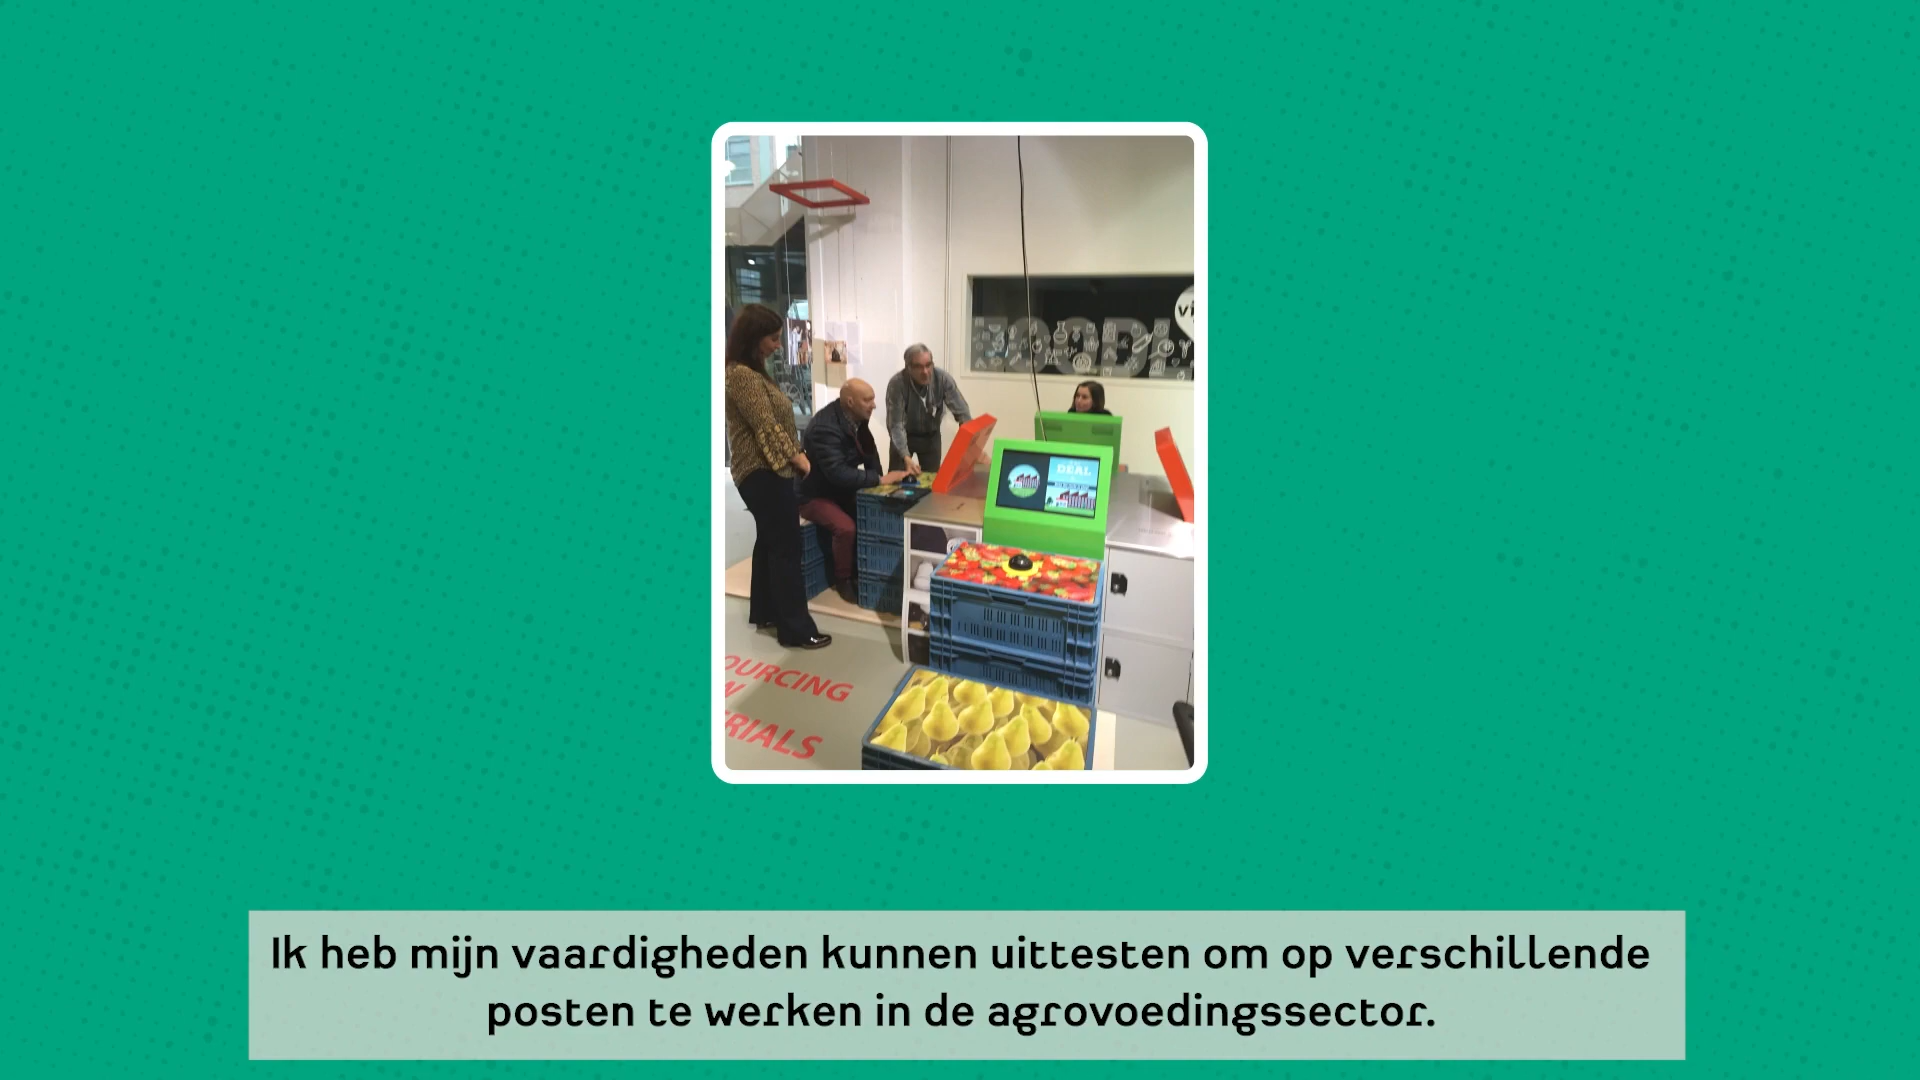 DEAL
OURCING
RIALS
Ik heb mijn vaardigheden kunnen uittesten om op verschillende
posten te werken in de agrovoedingssector.